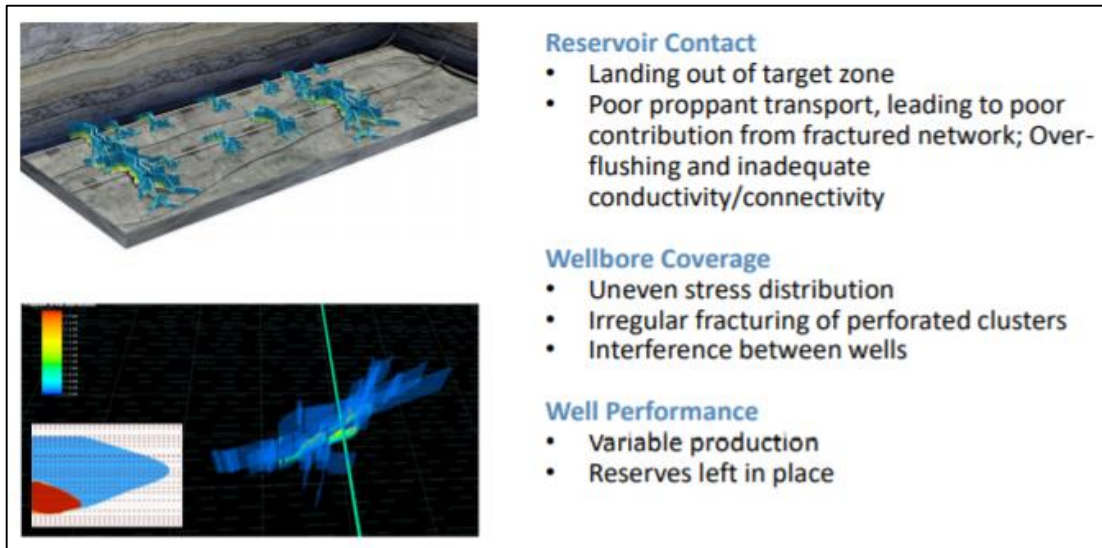 Reservoir Contact
• Landing out of target zone
• Poor proppant transport, leading to poor
contribution from fractured network; Over-
flushing and inadequate
conductivity/connectivity
Wellbore Coverage
• Uneven stress distribution
• Irregular fracturing of perforated clusters
• Interference between wells
Well Performance
• Variable production
• Reserves left in place